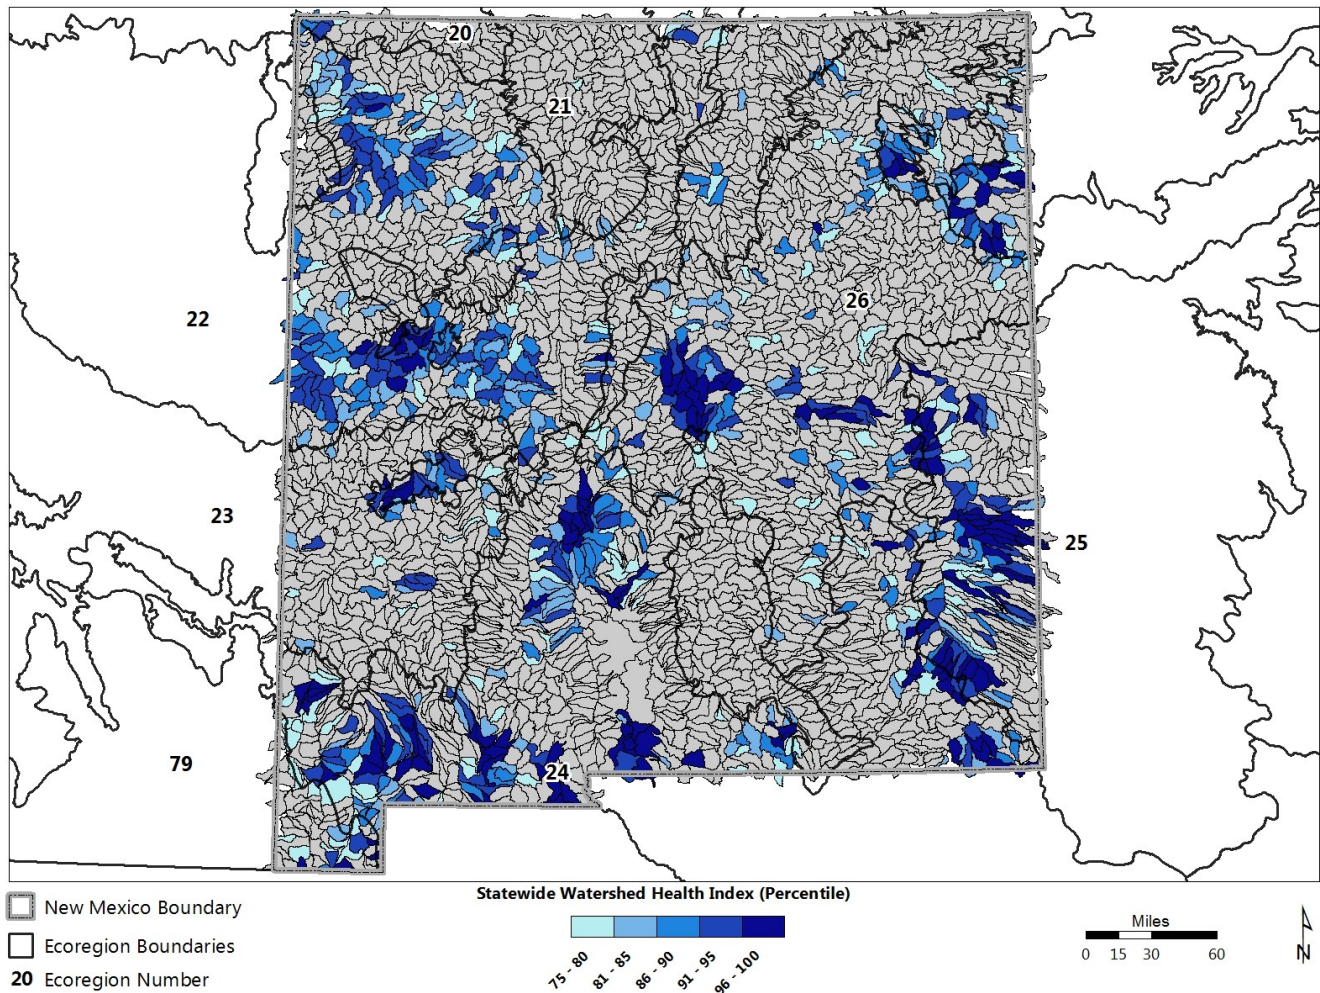 20
21
22
26
23
25
79
24
New Mexico Boundary
Ecoregion Boundaries
20 Ecoregion Number
Statewide Watershed Health Index (Percentile)
75 - 80
81 - 85
86 - 90
91 - 95
96 - 100
Miles
0 15 30 60
N